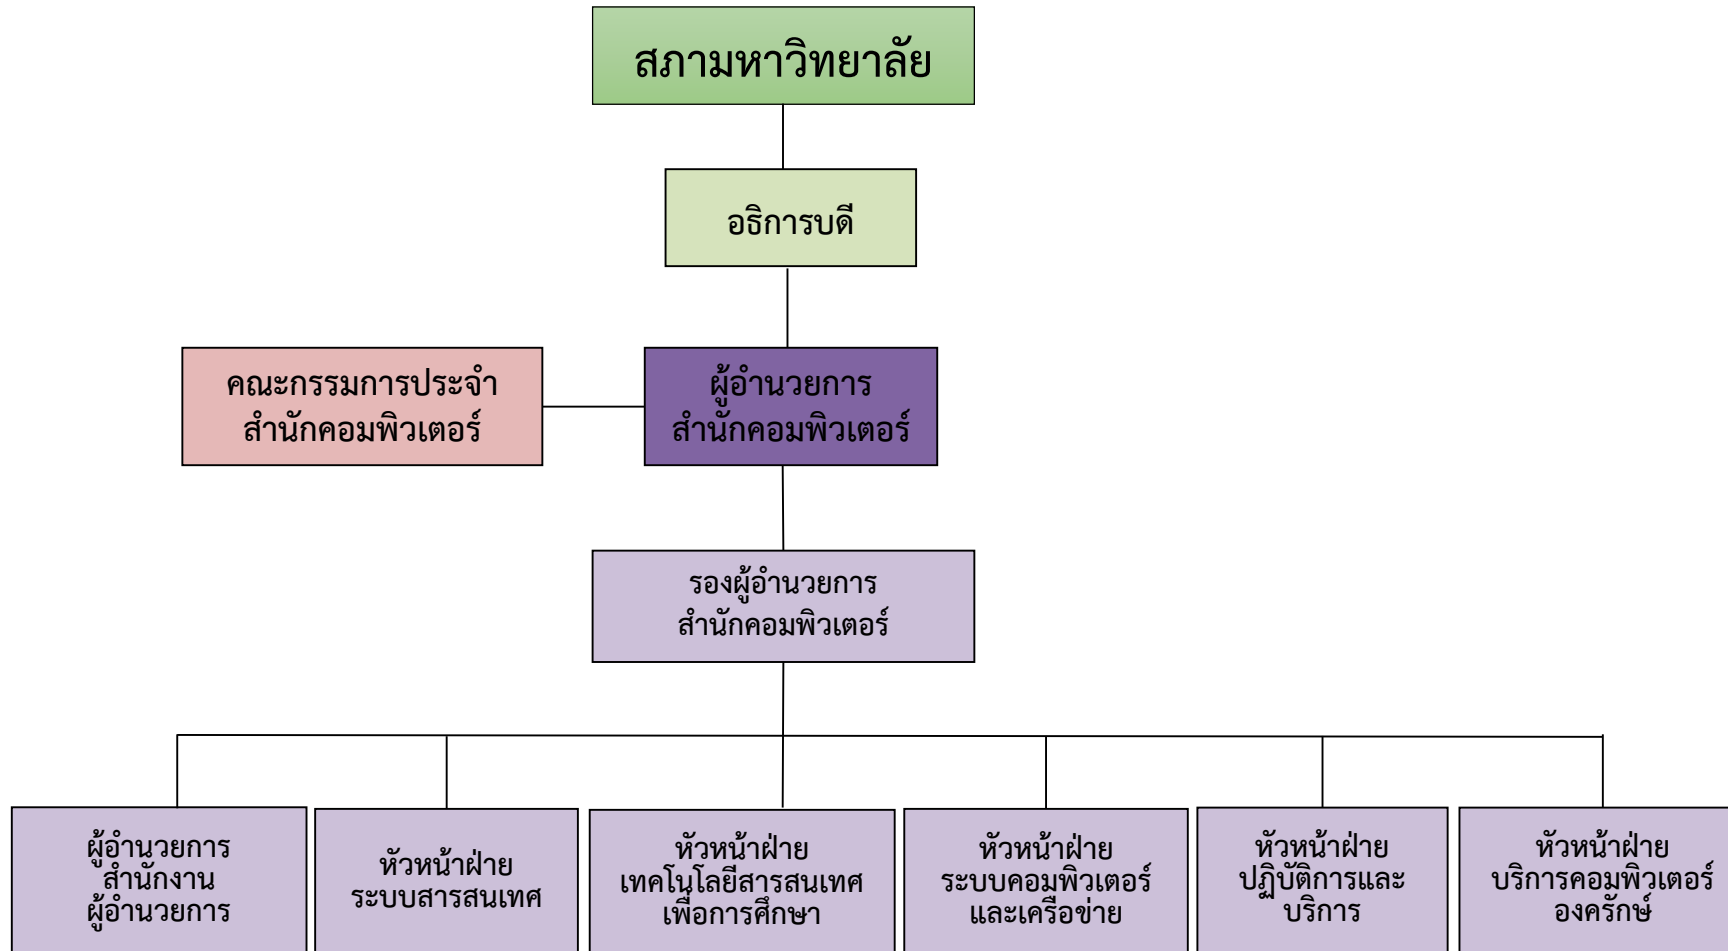 สภามหาวิทยาลัย
อธิการบดี
คณะกรรมการประจำ
สำนักคอมพิวเตอร์
ผู้อำนวยการ
สำนักคอมพิวเตอร์
รองผู้อำนวยการ
สำนักคอมพิวเตอร์
ผู้อำนวยการ
สำนักงาน
ผู้อำนวยการ
หัวหน้าฝ่าย
ระบบสารสนเทศ
หัวหน้าฝ่าย
เทคโนโลยีสารสนเทศ
เพื่อการศึกษา
หัวหน้าฝ่าย
ระบบคอมพิวเตอร์
และเครือข่าย
หัวหน้าฝ่าย
ปฏิบัติการและ
บริการ
หัวหน้าฝ่าย
บริการคอมพิวเตอร์
องครักษ์